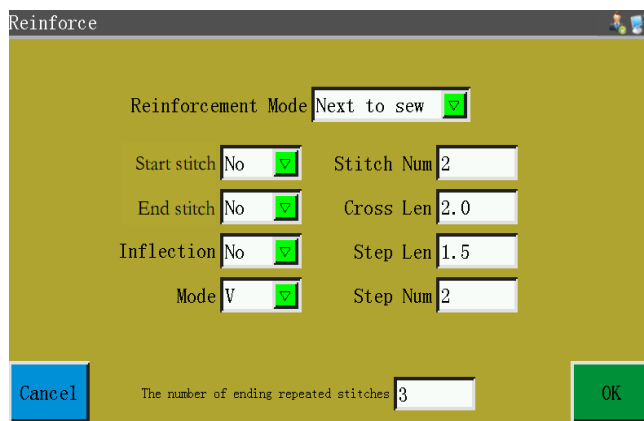 Reinforce
Reinforcement Mode Next to sew
Start stitch No Stitch Num 2
End stitch No Cross Len 2.0
Inflection No Step Len 1.5
Mode V Step Num 2
Cancel The number of ending repeated stitches 3 OK